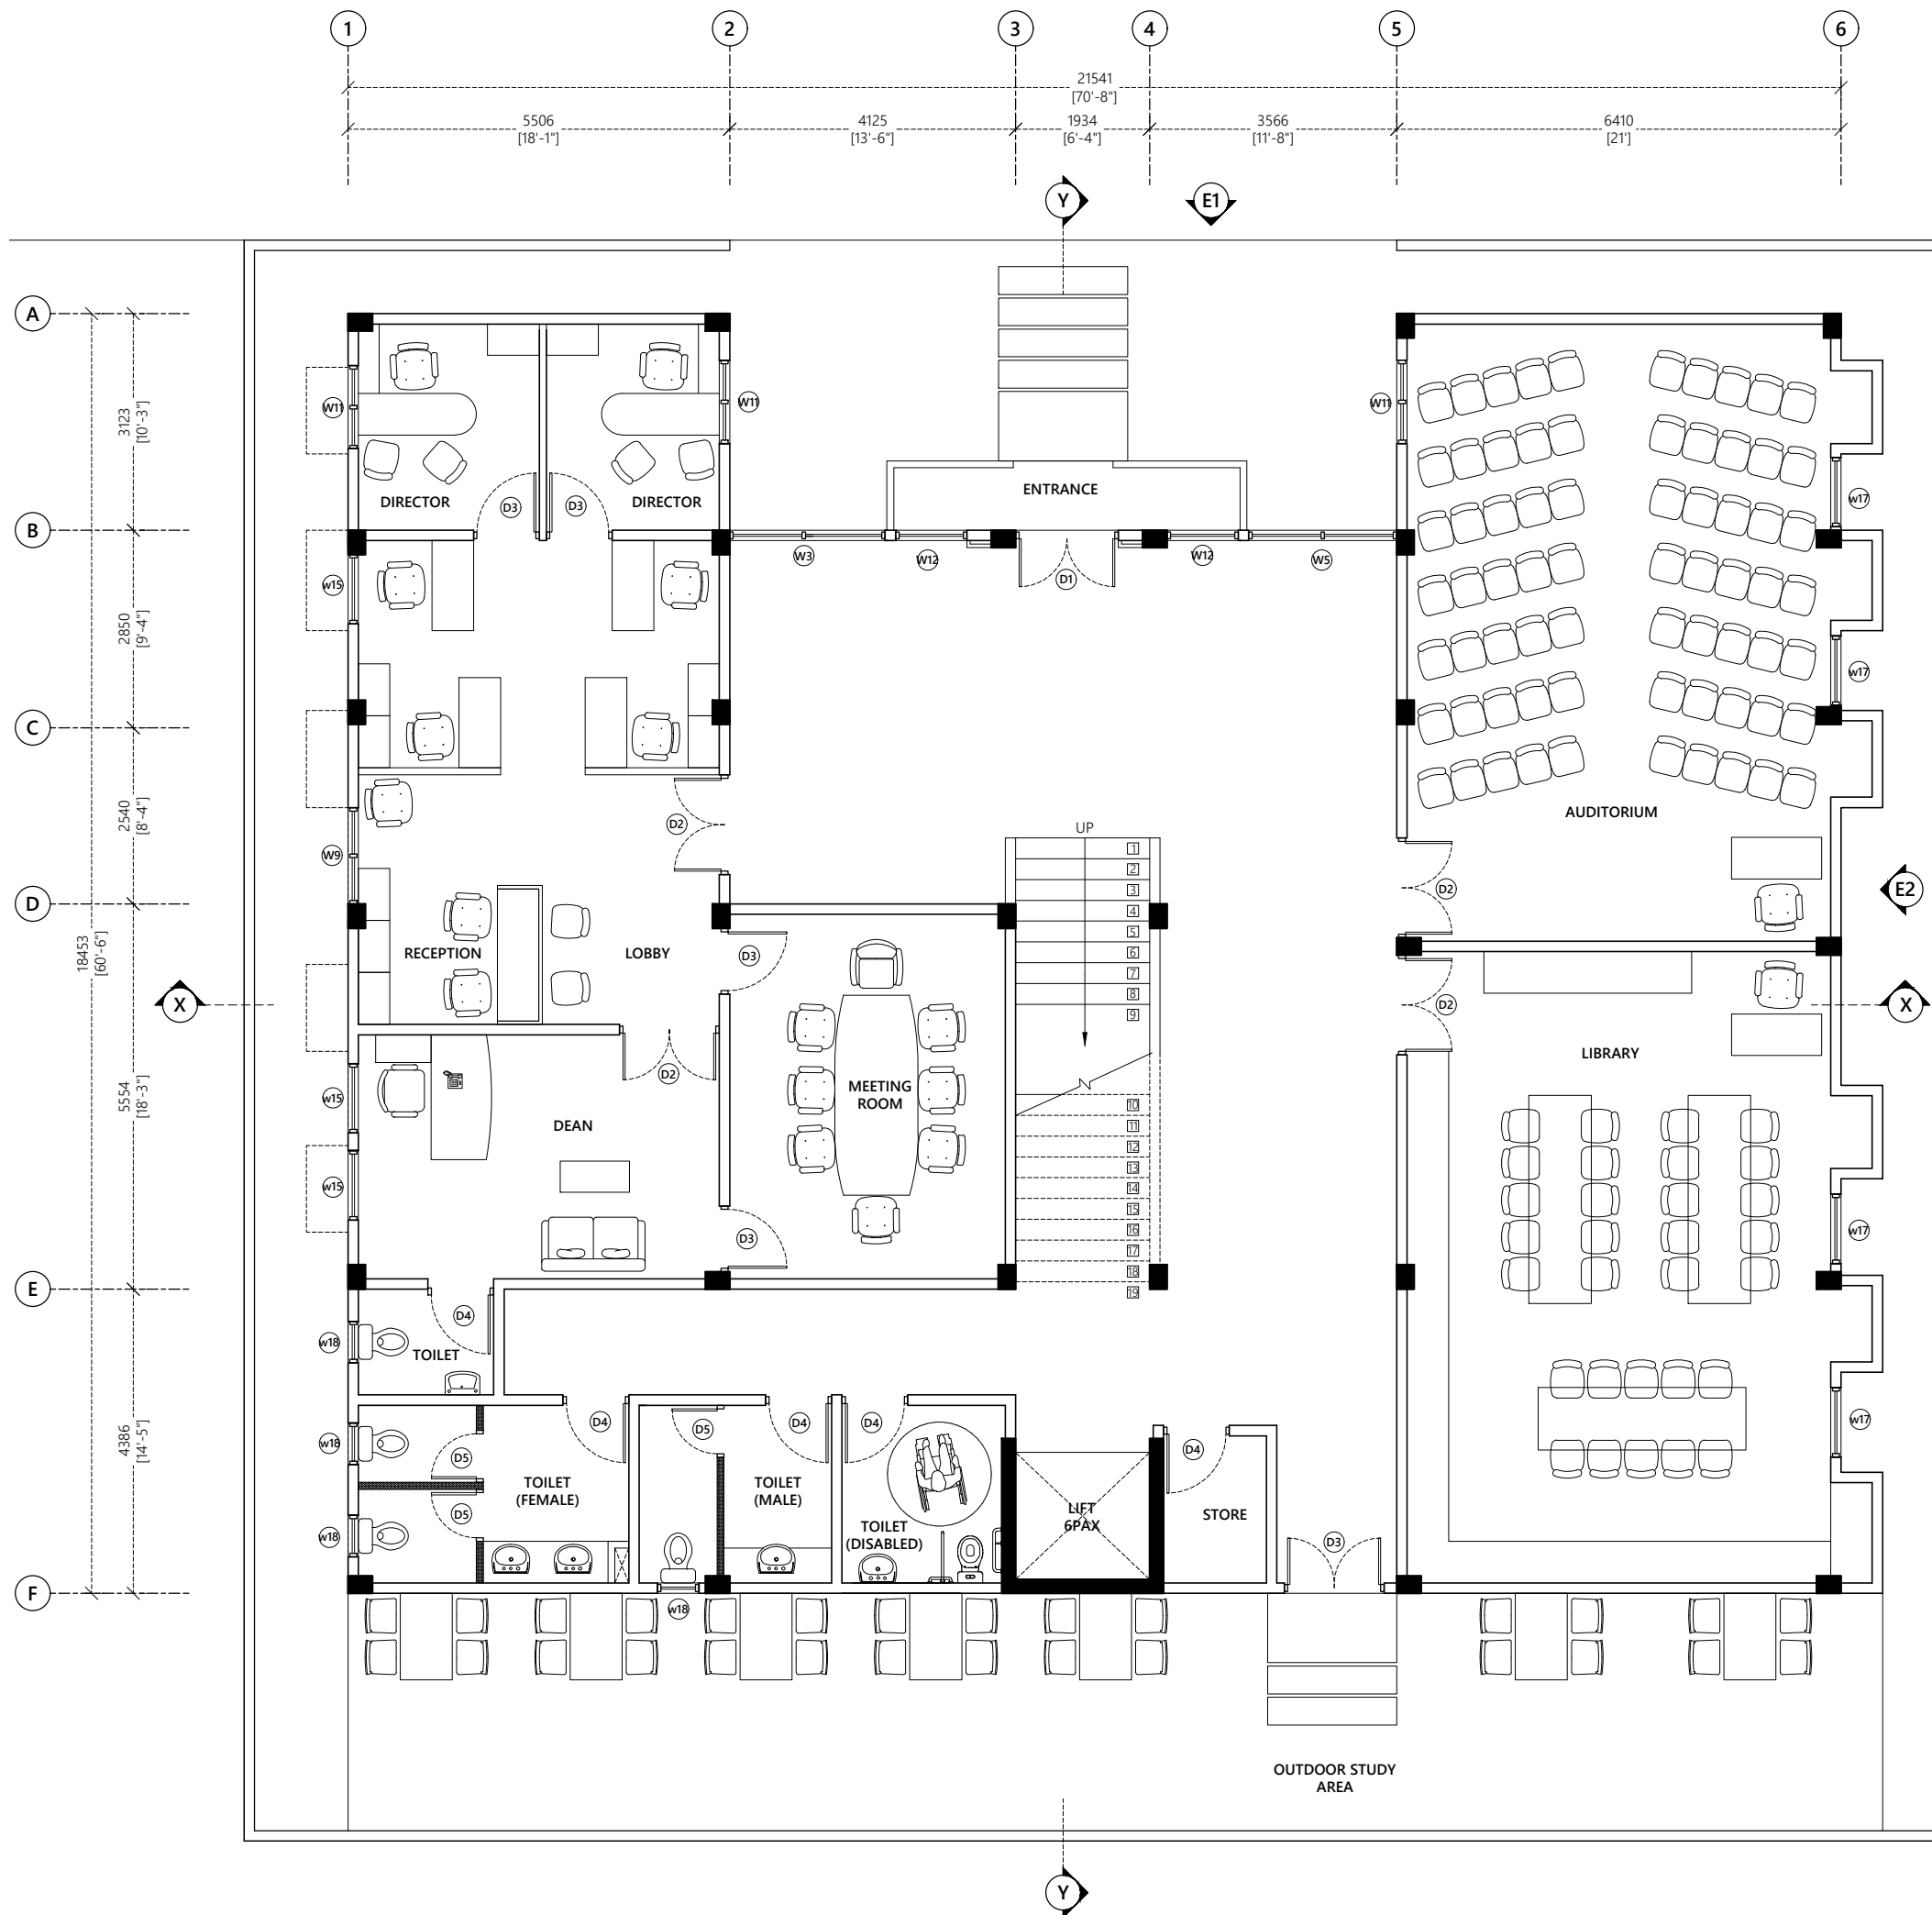 1 2 3 4 5 6
21541
[70'-8"]
5506 4125 1934 3566 6410
[18'-1"] [13'-6"] [6'-4"] [11'-8"] [21']
Y E1
A
3123
[10'-3"]
W11 W11 W11
DIRECTOR DIRECTOR
D3 D3
ENTRANCE
w17
B
W3 W12 D1 W12 W5
2850
[9'-4"]
w15
w17
C
2540
[8'-4"]
AUDITORIUM
D2
UP
W9
1
2
3
4
5
6
7
8
9
D2
E2
D
18453
[60'-6"]
RECEPTION LOBBY
D3
X X
D2
LIBRARY
5554
[18'-3"]
D2
MEETING
ROOM
w15
DEAN
10
11
12
13
14
15
16
17
18
19
w15
D3
w17
E
D4
w18
TOILET
4386
[14'-5"]
w18
D4 D5 D4 D4 D4
w17
D5
TOILET
(FEMALE)
TOILET
(MALE)
D5
w18
TOILET
(DISABLED)
LIFT
6PAX
STORE
D3
F
w18
OUTDOOR STUDY
AREA
Y